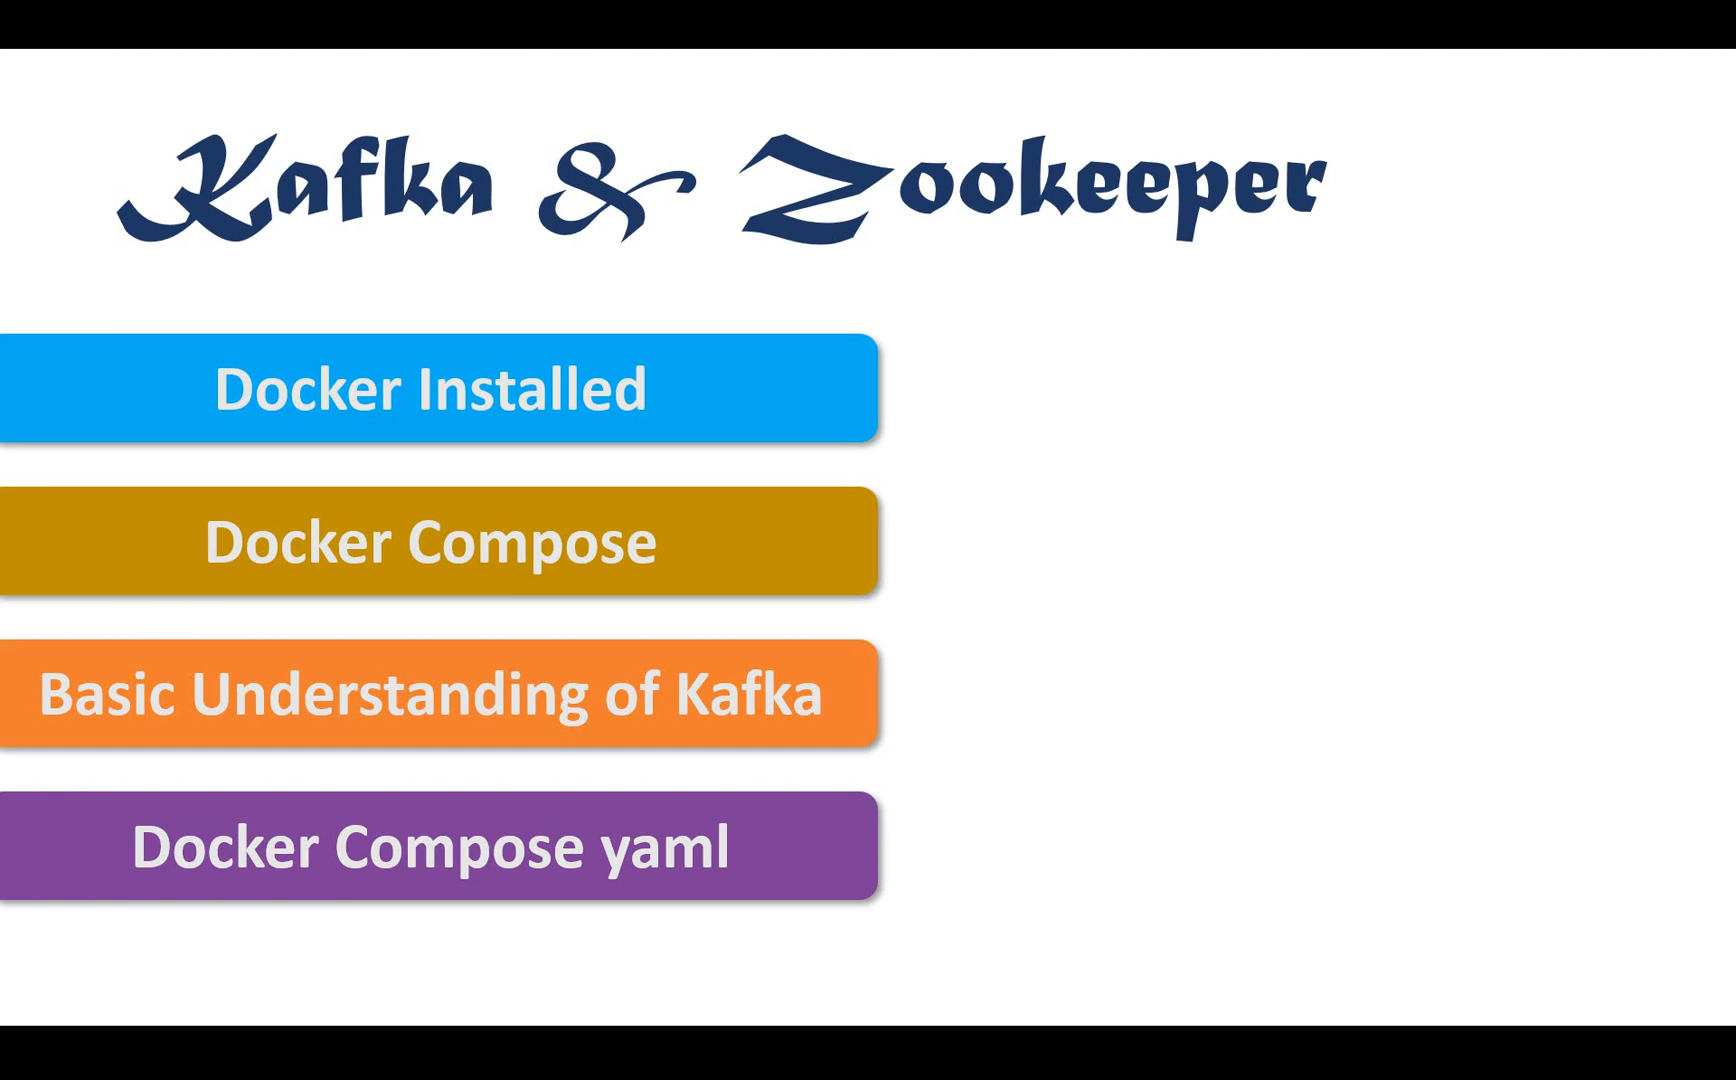 Kafka & Zookeeper
Docker Installed
Docker Compose
Basic Understanding of Kafka
Docker Compose yaml